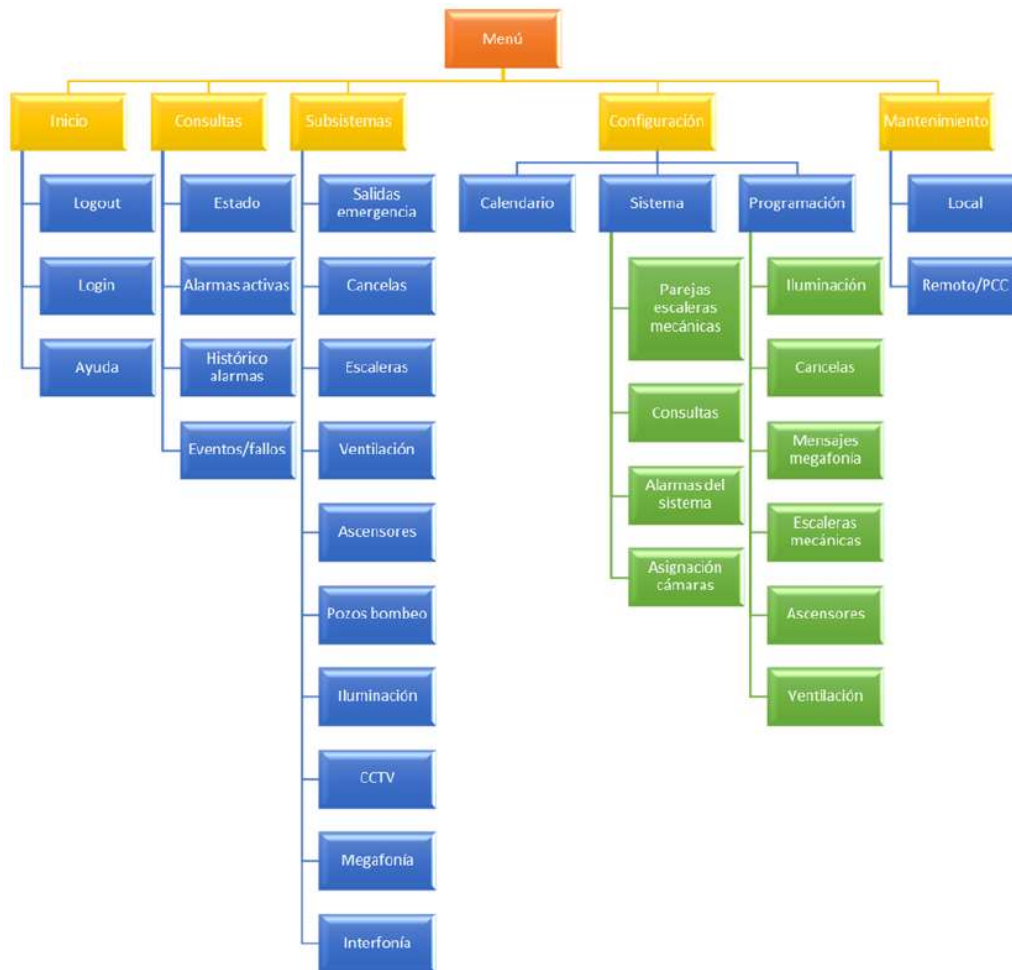 Menú
Inicio
Logout
Login
Ayuda
Consultas
Estado
Alarmas activas
Histórico
alarmas
Eventos/fallos
Subsistemas
Salidas
emergencia
Cancelas
Escaleras
Ventilación
Ascensores
Pozos bombeo
Iluminación
CCTV
Megafonía
Interfonía
Configuración
Calendario
Sistema
Parejas
escaleras
mecánicas
Consultas
Alarmas del
sistema
Asignación
cámaras
Programación
Iluminación
Cancelas
Mensajes
megafonía
Escaleras
mecánicas
Ascensores
Ventilación
Mantenimiento
Local
Remoto/PCC